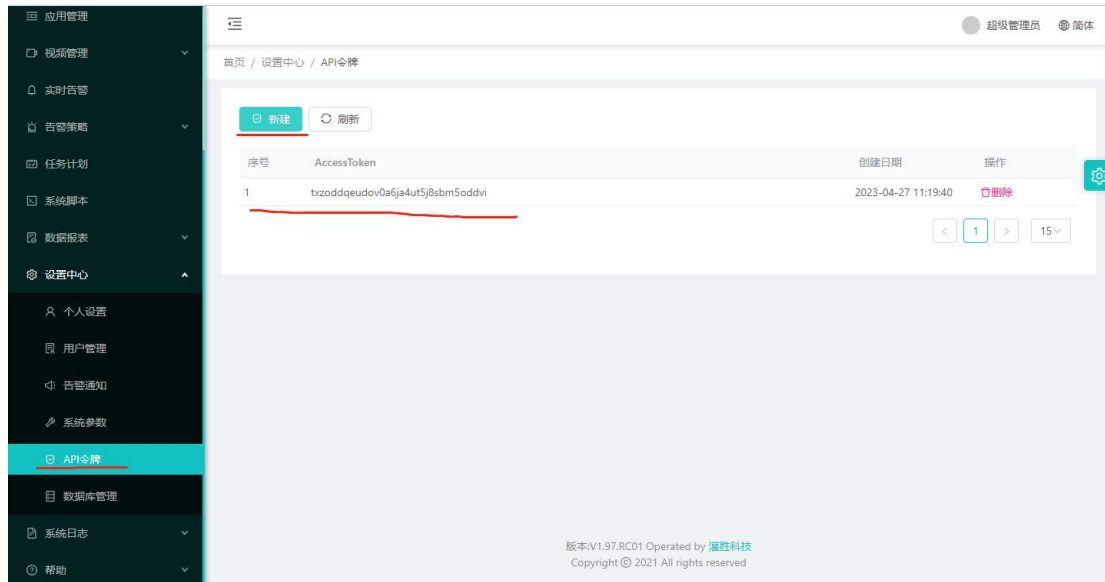 应用管理
超级管理员 简体
视频管理
首页 / 设置中心 / API令牌
实时告警
告警策略
新建 刷新
任务计划
序号 AccessToken 创建日期 操作
系统脚本
1 txzoddqeudov0a6ja4ut5j8sbm5oddvi 2023-04-27 11:19:40 删除
数据报表
< 1 > 15
设置中心
个人设置
用户管理
告警通知
系统参数
API令牌
数据库管理
系统日志
帮助
版本:V1.97.RC01 Operated by 溜胜科技
Copyright © 2021 All rights reserved